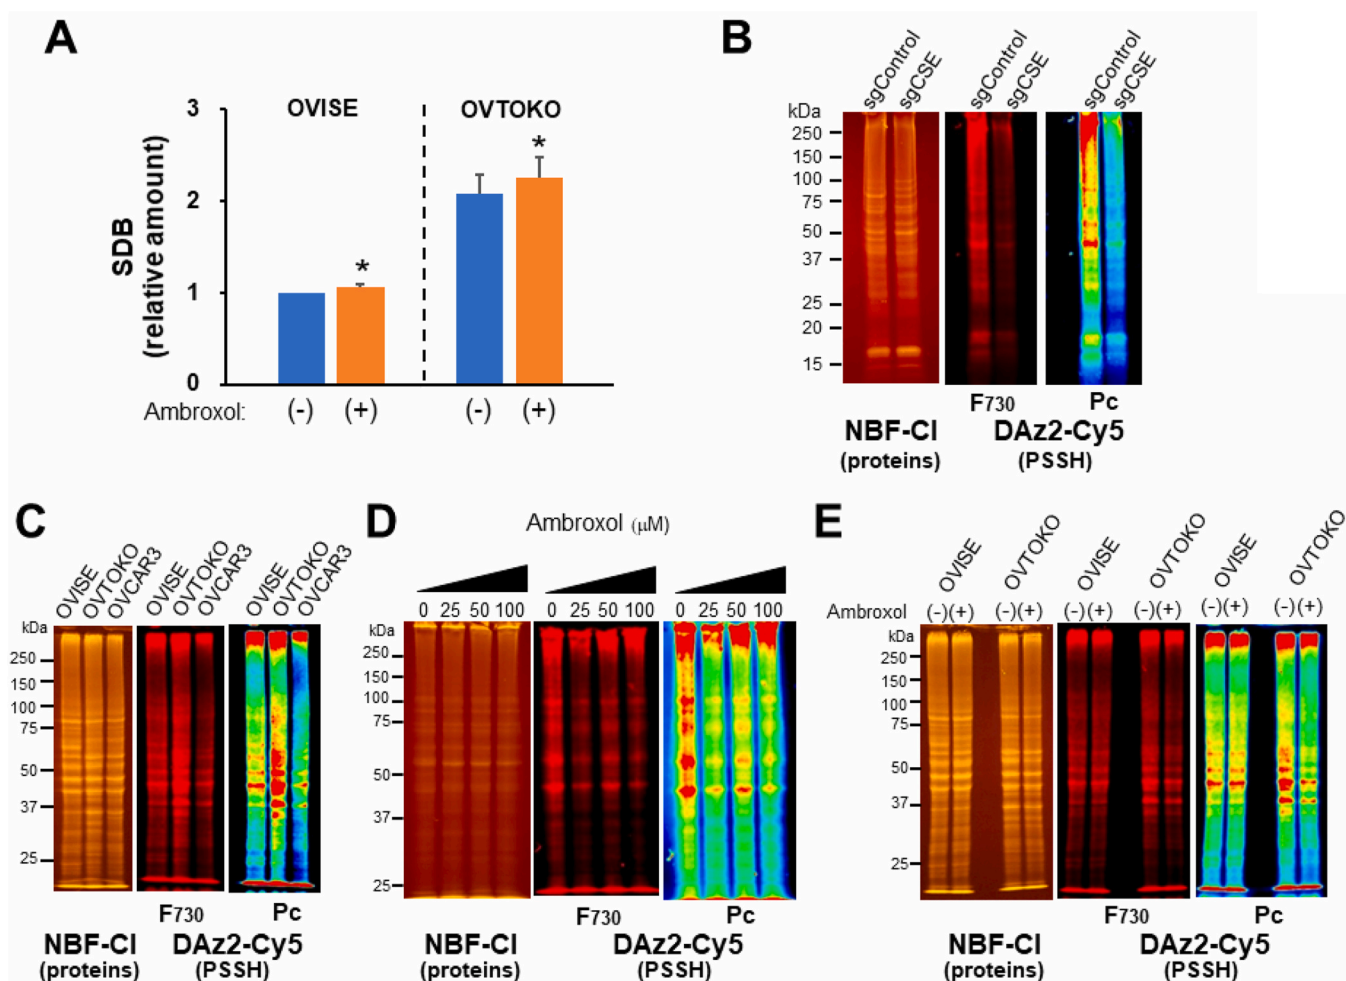 A
SDB
(relative amount)
3
2
1
0
OVISE
OVTOKO
*
*
Ambroxol:
(-)
(+)
(-)
(+)
B
sgControl
sgCSE
sgControl
sgCSE
sgControl
sgCSE
kDa
250
150
100
75
50
37
25
20
15
F730
Pc
NBF-Cl
DAz2-Cy5
(proteins)
(PSSH)
C
OVISE
OVTOKO
OVCAR3
OVISE
OVTOKO
OVCAR3
OVISE
OVTOKO
OVCAR3
kDa
250
150
100
75
50
37
25
F730
Pc
NBF-Cl
DAz2-Cy5
(proteins)
(PSSH)
D
Ambroxol (μM)
0 25 50 100
0 25 50 100
0 25 50 100
kDa
250
150
100
75
50
37
25
F730
Pc
NBF-Cl
DAz2-Cy5
(proteins)
(PSSH)
E
OVISE
OVTOKO
OVISE
OVTOKO
OVISE
OVTOKO
Ambroxol
(-)(+)
(-)(+)
(-)(+)
(-)(+)
(-)(+)
(-)(+)
kDa
250
150
100
75
50
37
25
F730
Pc
NBF-Cl
DAz2-Cy5
(proteins)
(PSSH)